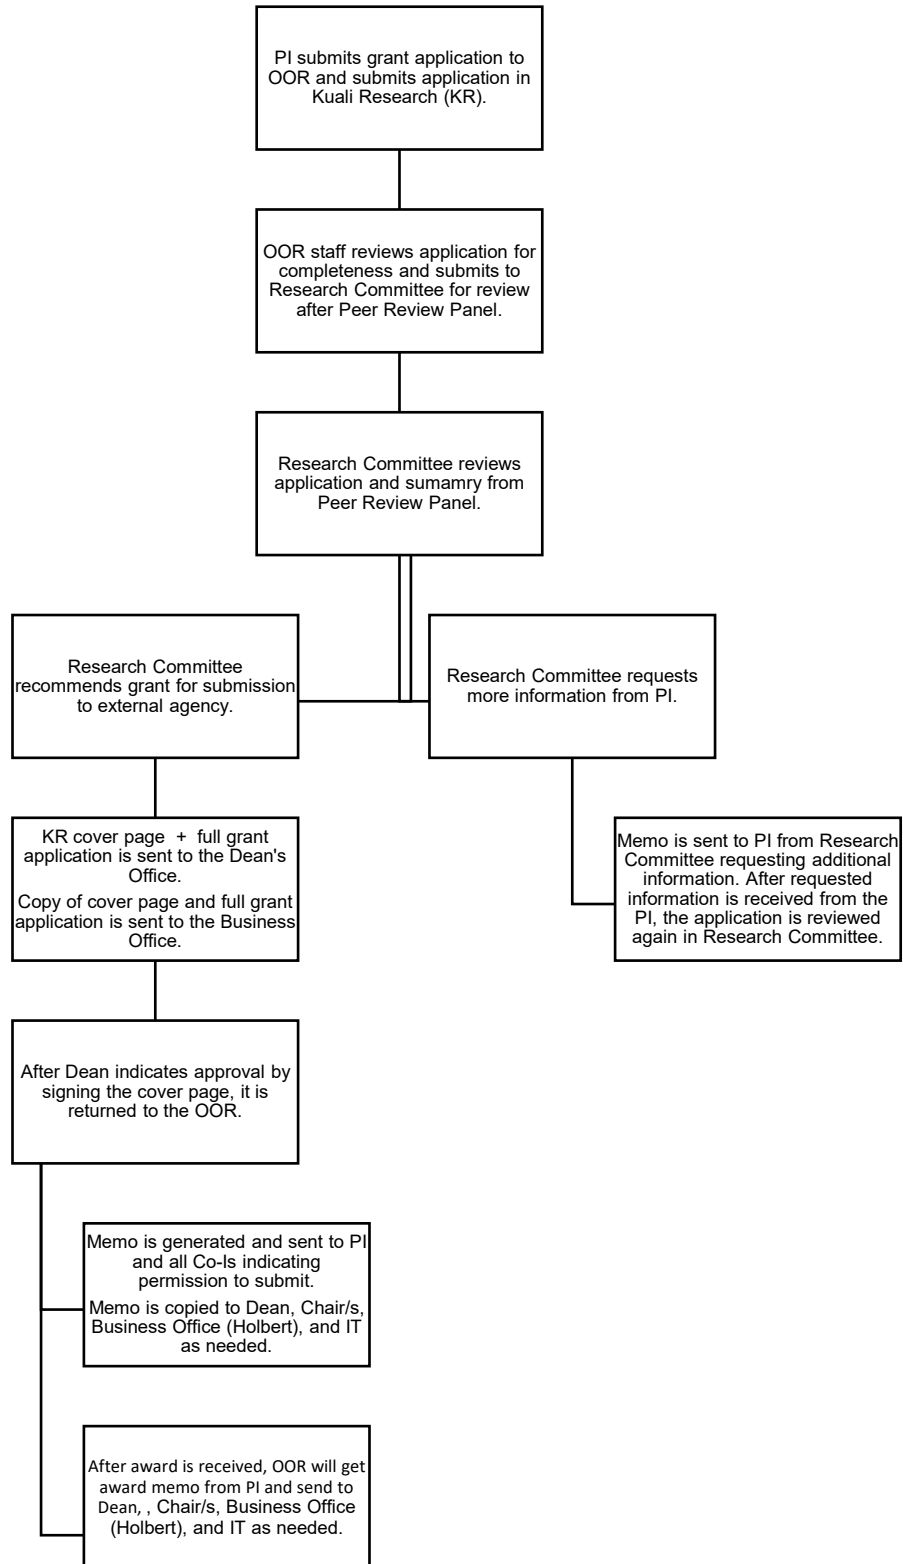 PI submits grant application to
OOR and submits application in
Kuali Research (KR).
OOR staff reviews application for
completeness and submits to
Research Committee for review
after Peer Review Panel.
Research Committee reviews
application and sumamry from
Peer Review Panel.
Research Committee
recommends grant for submission
to external agency.
Research Committee requests
more information from PI.
KR cover page + full grant
application is sent to the Dean's
Office.
Copy of cover page and full grant
application is sent to the Business
Office.
Memo is sent to PI from Research
Committee requesting additional
information. After requested
information is received from the
PI, the application is reviewed
again in Research Committee.
After Dean indicates approval by
signing the cover page, it is
returned to the OOR.
Memo is generated and sent to PI
and all Co-Is indicating
permission to submit.
Memo is copied to Dean, Chair/s,
Business Office (Holbert), and IT
as needed.
After award is received, OOR will get
award memo from PI and send to
Dean, , Chair/s, Business Office
(Holbert), and IT as needed.